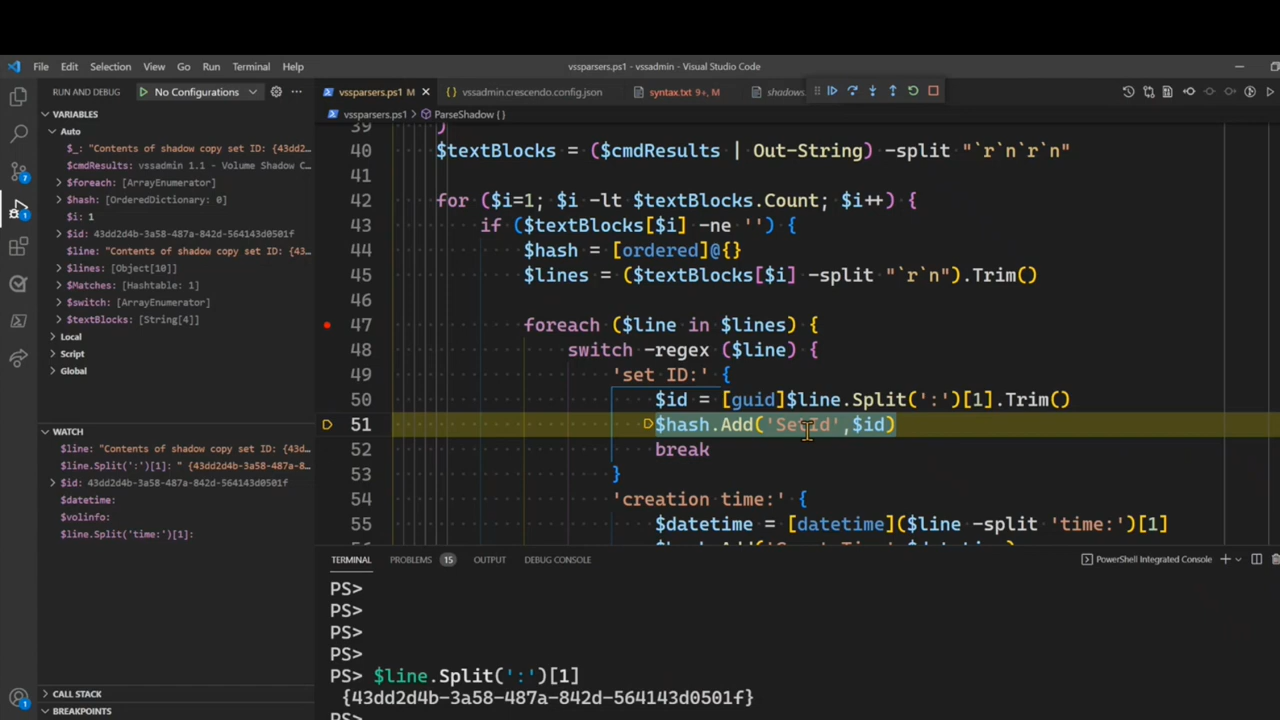 File Edit Selection View Go Run Terminal Help
vssparsers.ps1 - vssadmin - Visual Studio Code
RUN AND DEBUG No Configurations
vssparsers.ps1 M
vssadmin.crescendo.config.json
syntax.txt 9+, M
shadows.
vssparsers.ps1 > ParseShadow { }
VARIABLES
Auto
$_: "Contents of shadow copy set ID: {43dd2…
$cmdResults: vssadmin 1.1 - Volume Shadow C…
$foreach: [ArrayEnumerator]
$hash: [OrderedDictionary: 0]
$i: 1
$id: 43dd2d4b-3a58-487a-842d-564143d0501f
$line: "Contents of shadow copy set ID: {43…
$lines: [Object[10]]
$Matches: [Hashtable: 1]
$switch: [ArrayEnumerator]
$textBlocks: [String[4]]
Local
Script
Global
WATCH
$line: "Contents of shadow copy set ID: {43…
$line.Split(':')[1]: " {43dd2d4b-3a58-487a-8…
$id: 43dd2d4b-3a58-487a-842d-564143d0501f
$datetime:
$volinfo:
$line.Split('time:')[1]:
CALL STACK
BREAKPOINTS
39 )
40 $textBlocks = ($cmdResults | Out-String) -split "`r`n`r`n"
41
42 for ($i=1; $i -lt $textBlocks.Count; $i++) {
43 if ($textBlocks[$i] -ne '') {
44 $hash = [ordered]@{}
45 $lines = ($textBlocks[$i] -split "`r`n").Trim()
46
47 foreach ($line in $lines) {
48 switch -regex ($line) {
49 'set ID:' {
50 $id = [guid]$line.Split(':')[1].Trim()
51 $hash.Add('SetId',$id)
52 break
53 }
54 'creation time:' {
55 $datetime = [datetime]($line -split 'time:')[1]
TERMINAL PROBLEMS 15 OUTPUT DEBUG CONSOLE
PowerShell Integrated Console
PS>
PS>
PS>
PS>
PS> $line.Split(':')[1]
{43dd2d4b-3a58-487a-842d-564143d0501f}
PS>